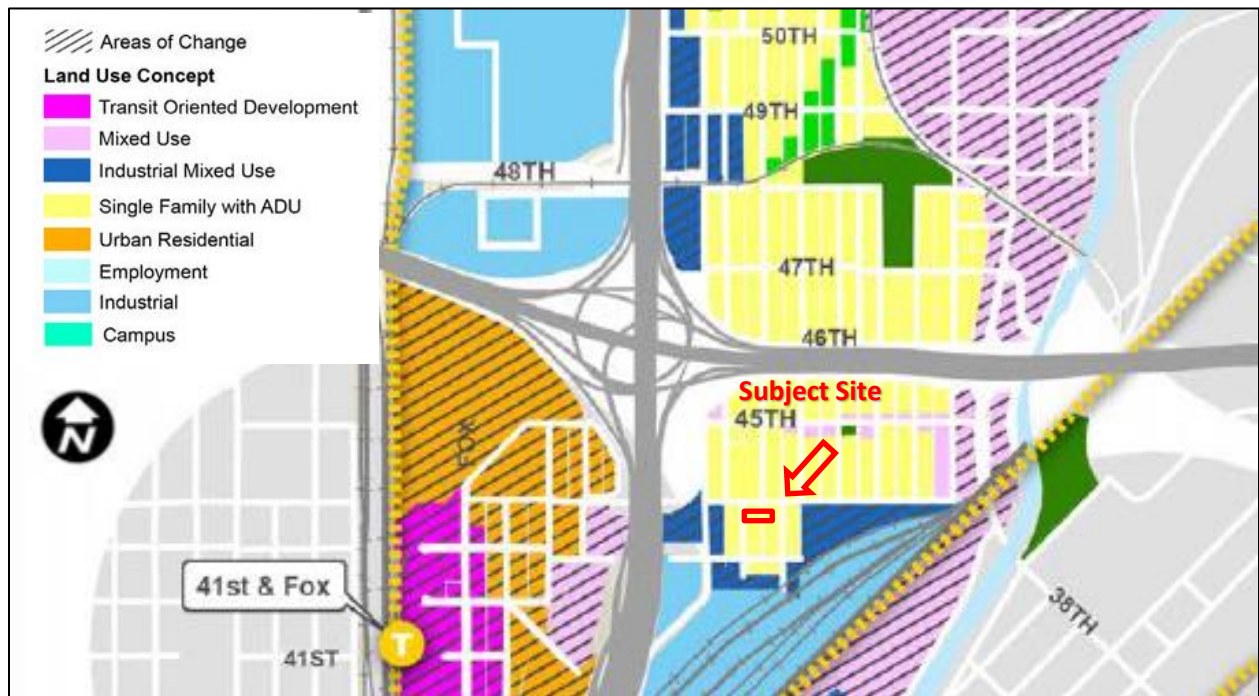 Areas of Change
Land Use Concept
Transit Oriented Development
Mixed Use
Industrial Mixed Use
Single Family with ADU
Urban Residential
Employment
Industrial
Campus
N
50TH
49TH
48TH
47TH
46TH
Subject Site
45TH
FOX
41st & Fox
T
41ST
38TH